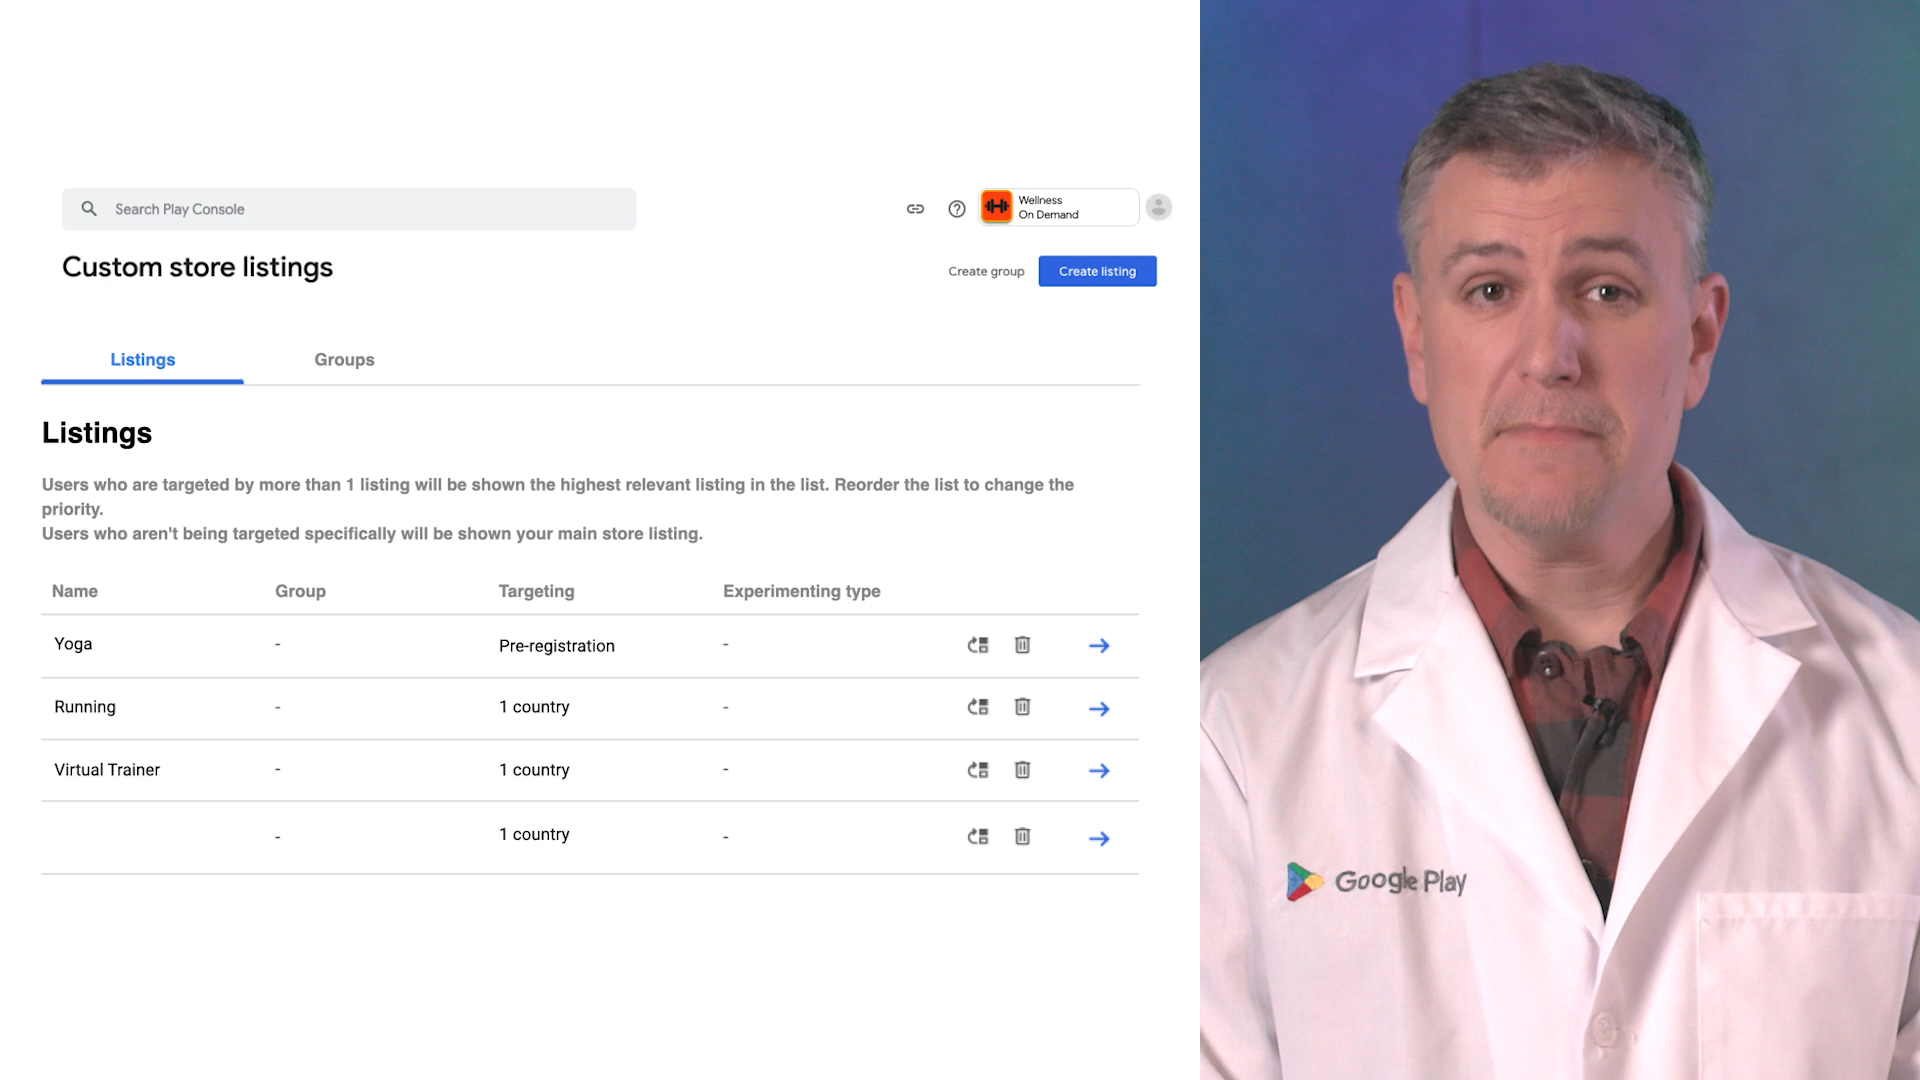 Search Play Console
Wellness
On Demand
Custom store listings
Create group
Create listing
Listings
Groups
Listings
Users who are targeted by more than 1 listing will be shown the highest relevant listing in the list. Reorder the list to change the
priority.
Users who aren't being targeted specifically will be shown your main store listing.
Name Group Targeting Experimenting type
Yoga - Pre-registration -
Running - 1 country -
Virtual Trainer - 1 country -
- 1 country -
Google Play